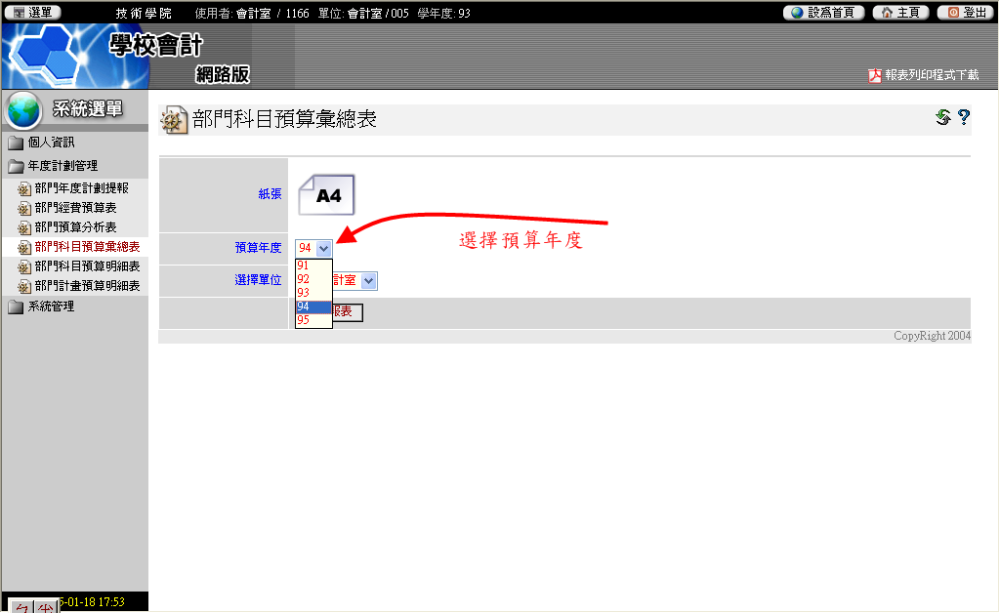 選單 技術學院 使用者: 會計室 / 1166 單位: 會計室 / 005 學年度: 93 設為首頁 主頁 登出
學校會計
網路版
報表列印程式下載
系統選單
個人資訊
年度計劃管理
部門年度計劃提報
部門經費預算表
部門預算分析表
部門科目預算彙總表
部門科目預算明細表
部門計畫預算明細表
系統管理
部門科目預算彙總表
紙張 A4
預算年度 94
選擇預算年度
91
92
93
94
95
選擇單位 計室
報表
CopyRight 2004
5-01-18 17:53